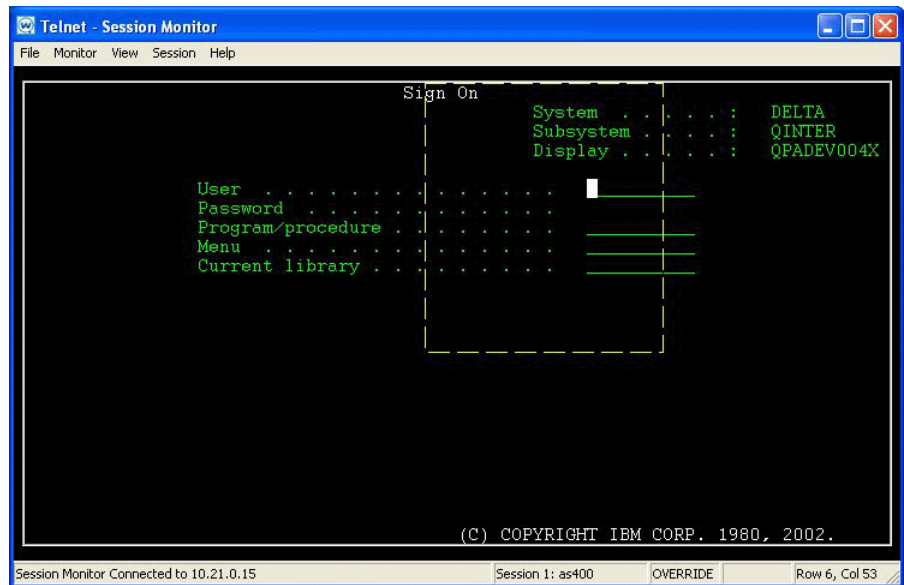 Telnet - Session Monitor
File Monitor View Session Help
Sign On
System . . . . . : DELTA
Subsystem . . . . : QINTER
Display . . . . . : QPADEV004X
User . . . . . . . . . . . . . .
Password . . . . . . . . . . . .
Program/procedure . . . . . . . .
Menu . . . . . . . . . . . . . .
Current library . . . . . . . . .
(C) COPYRIGHT IBM CORP. 1980, 2002.
Session Monitor Connected to 10.21.0.15 Session 1: as400 OVERRIDE Row 6, Col 53